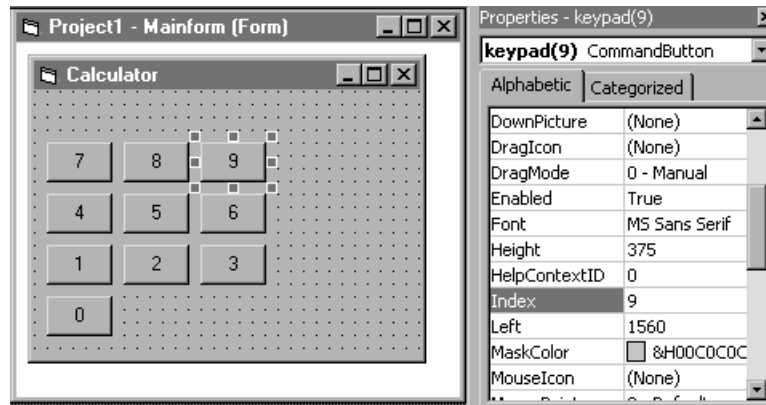 Project1 - Mainform (Form)
Calculator
7 8 9
4 5 6
1 2 3
0
Properties - keypad(9)
keypad(9) CommandButton
Alphabetic Categorized
DownPicture (None)
DragIcon (None)
DragMode 0 - Manual
Enabled True
Font MS Sans Serif
Height 375
HelpContextID 0
Index 9
Left 1560
MaskColor &H00C0C0C
MouseIcon (None)